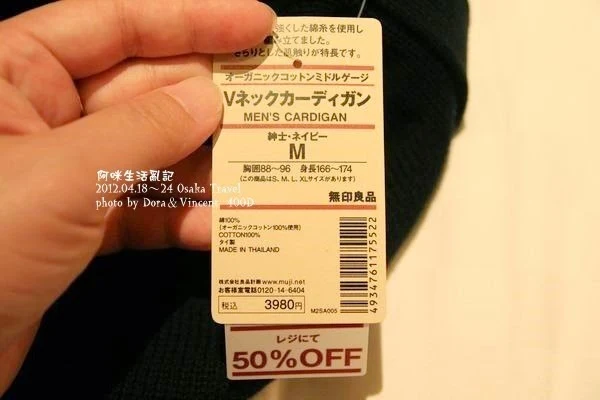 強くした綿糸を使用し
み立てました。
さらりとした肌触りが特長です。
オーガニックコットンミドルゲージ
Vネックカーディガン
MEN'S CARDIGAN
紳士・ネイビー
M
胸囲88～96 身長166～174
(この商品はS、M、L、XLサイズがあります)
無印良品
綿100%
(オーガニックコットン100%使用)
COTTON100%
タイ製
MADE IN THAILAND
株式会社良品計画 www.muji.net
お客様室電話0120-14-6404
税込 3980円
4934761175522
M2SA005
レジにて
50%OFF
阿咪生活亂記
2012.04.18～24 Osaka Travel
photo by Dora & Vincent, 400D